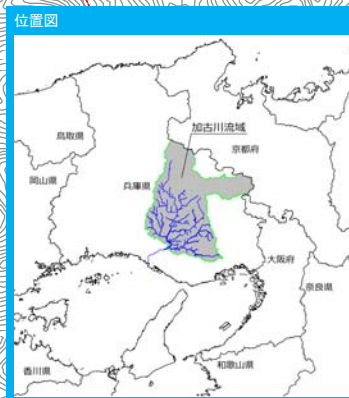 位置図
加古川流域
鳥取県
京都府
岡山県
兵庫県
大阪府
奈良県
香川県
和歌山県